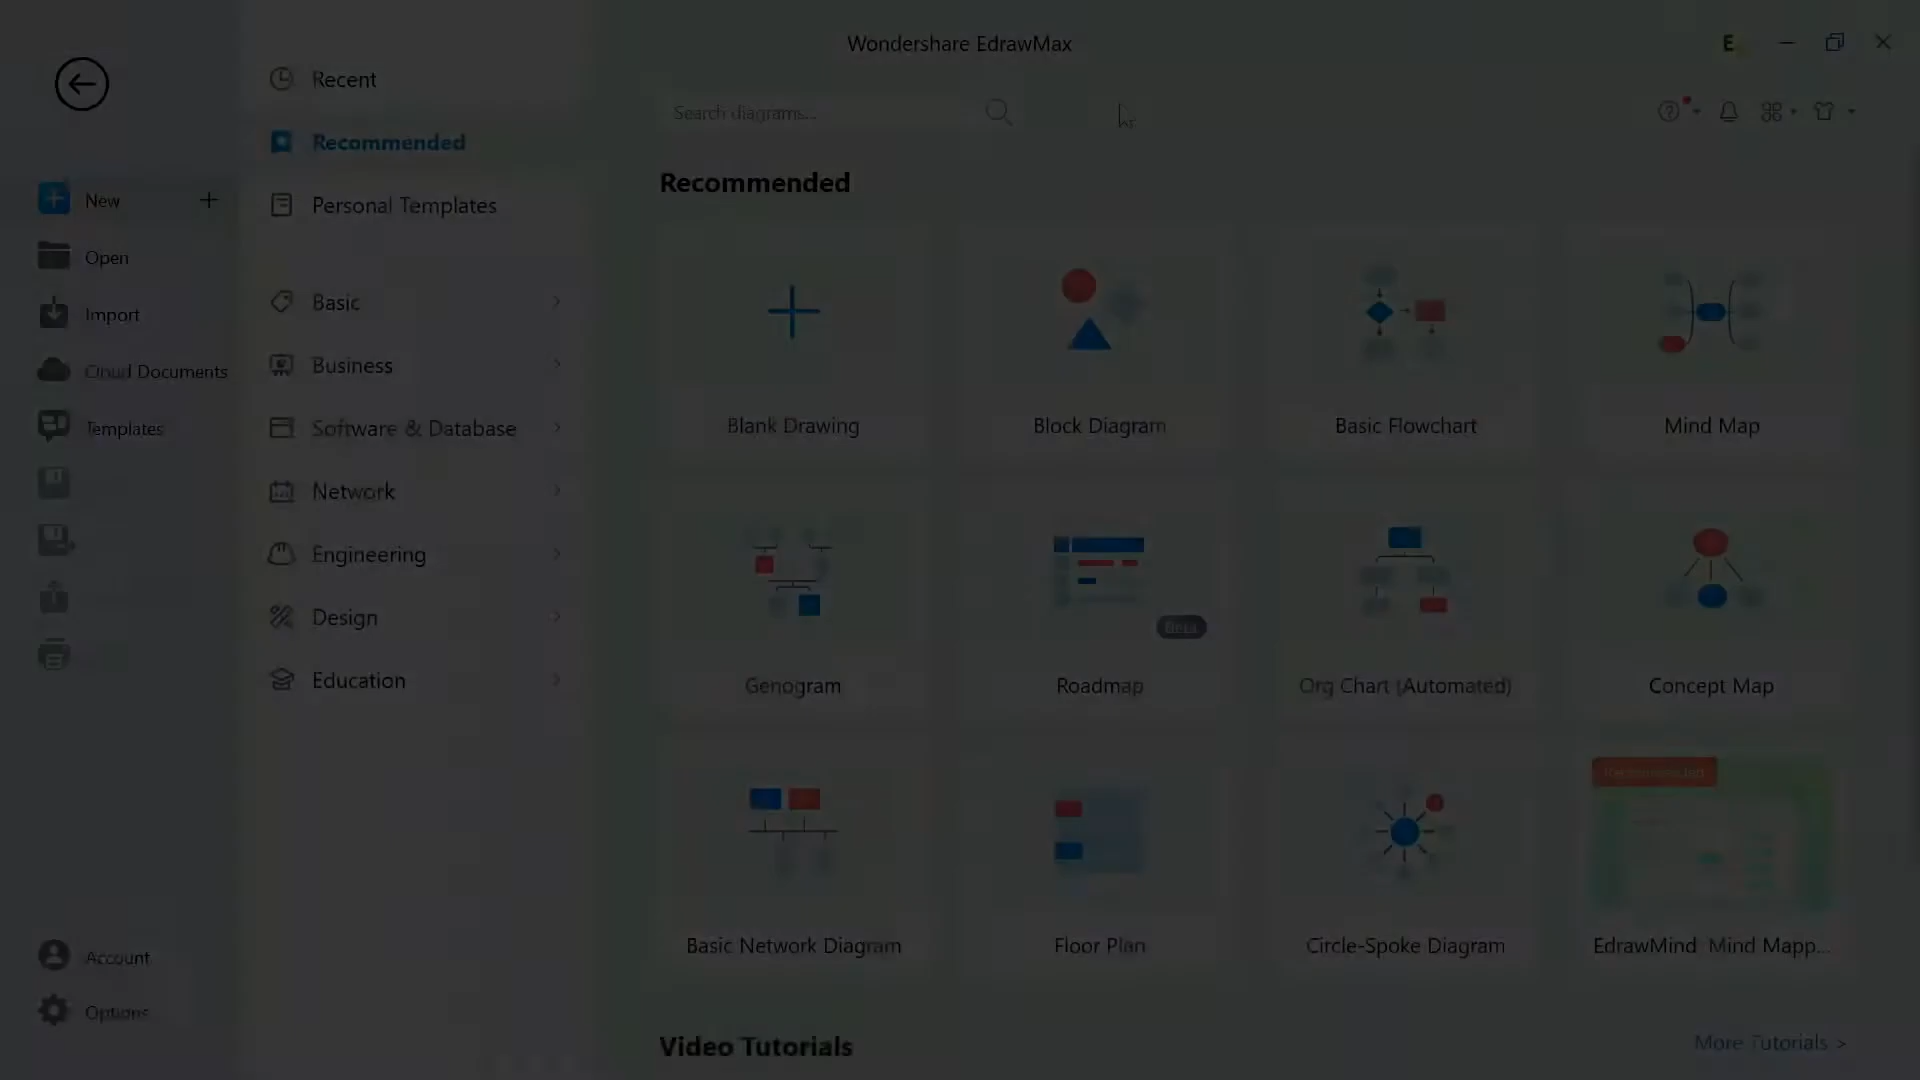 Wondershare EdrawMax
E
Recent
Recommended
Personal Templates
New
Open
Import
Cloud Documents
Templates
Basic
Business
Software & Database
Network
Engineering
Design
Education
Account
Options
Search diagrams...
Recommended
Blank Drawing
Block Diagram
Basic Flowchart
Mind Map
Beta
Genogram
Roadmap
Org Chart (Automated)
Concept Map
Recommended
Basic Network Diagram
Floor Plan
Circle-Spoke Diagram
EdrawMind: Mind Mapp...
Video Tutorials
More Tutorials >